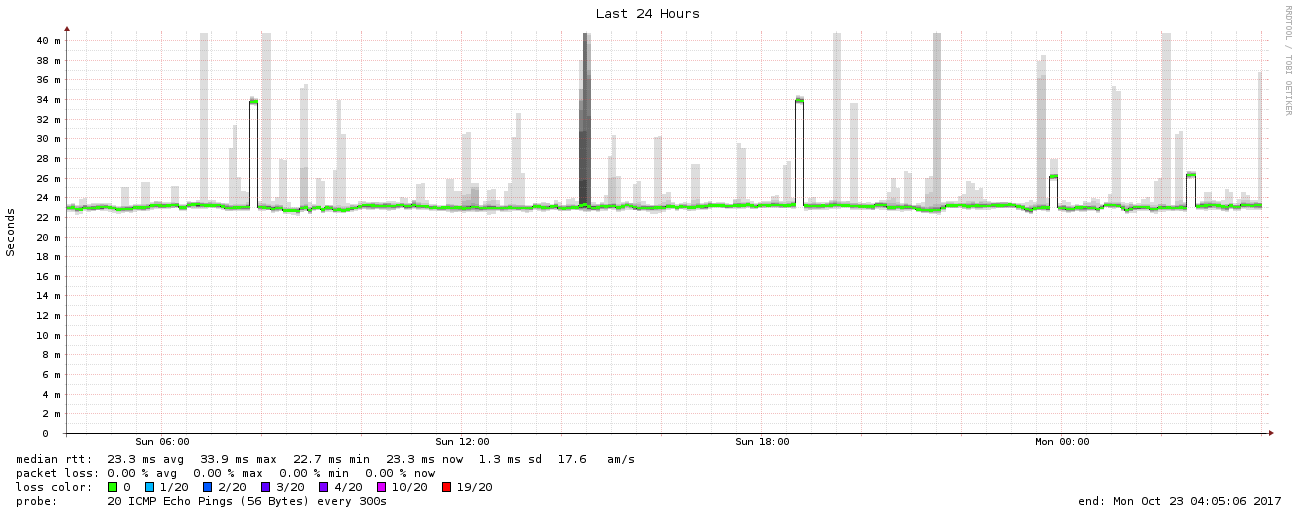 Last 24 Hours
RRDTOOL / TOBI OETIKER
Seconds
40 m
38 m
36 m
34 m
32 m
30 m
28 m
26 m
24 m
22 m
20 m
18 m
16 m
14 m
12 m
10 m
8 m
6 m
4 m
2 m
0
Sun 06:00 Sun 12:00 Sun 18:00 Mon 00:00
median rtt: 23.3 ms avg 33.9 ms max 22.7 ms min 23.3 ms now 1.3 ms sd 17.6 am/s
packet loss: 0.00 % avg 0.00 % max 0.00 % min 0.00 % now
loss color: 0 1/20 2/20 3/20 4/20 10/20 19/20
probe: 20 ICMP Echo Pings (56 Bytes) every 300s end: Mon Oct 23 04:05:06 2017